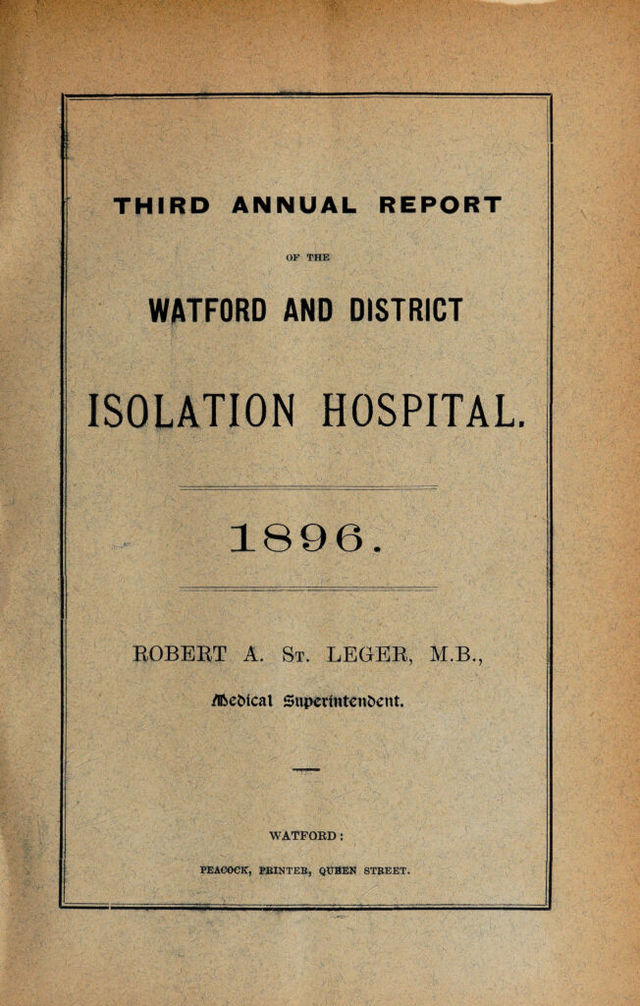 THIRD ANNUAL REPORT
OF THE
WATFORD AND DISTRICT
ISOLATION HOSPITAL.
1896.
ROBERT A. ST. LEGER, M.B.,
Medical Superintendent.
WATFORD:
PEACOCK, PRINTER, QUEEN STREET.